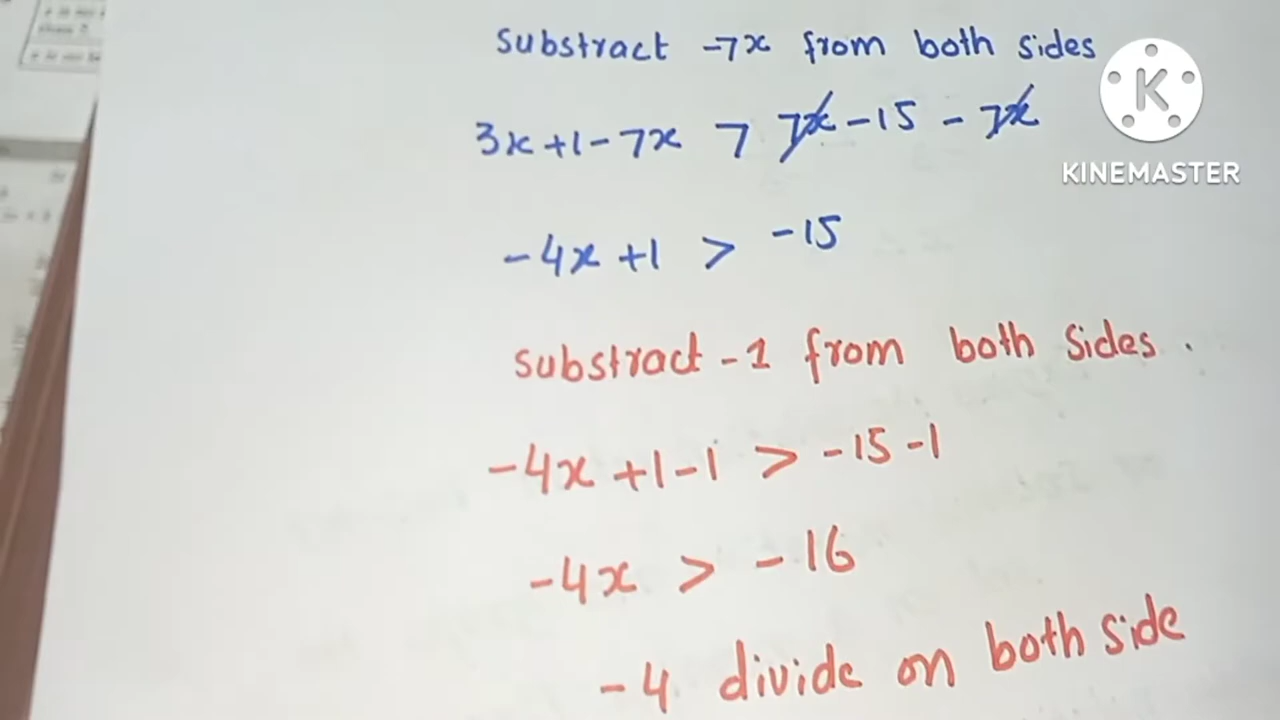 substract -7x from both sides
3x+1-7x > 7x-15-7x
-4x+1 > -15
substract -1 from both Sides.
-4x+1-1 > -15-1
-4x > -16
-4 divide on both side
K
KINEMASTER